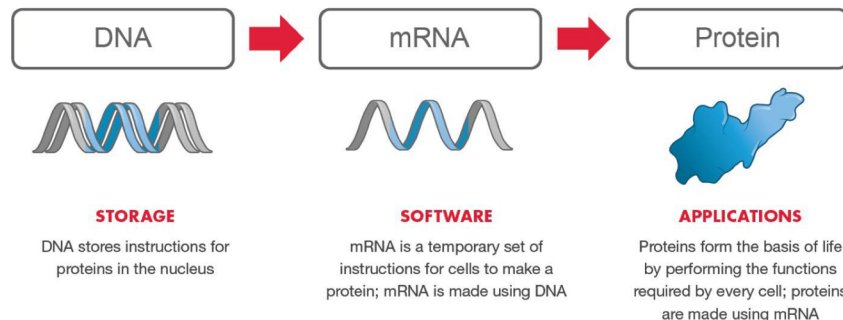 DNA
mRNA
Protein
STORAGE
DNA stores instructions for
proteins in the nucleus
SOFTWARE
mRNA is a temporary set of
instructions for cells to make a
protein; mRNA is made using DNA
APPLICATIONS
Proteins form the basis of life
by performing the functions
required by every cell; proteins
are made using mRNA